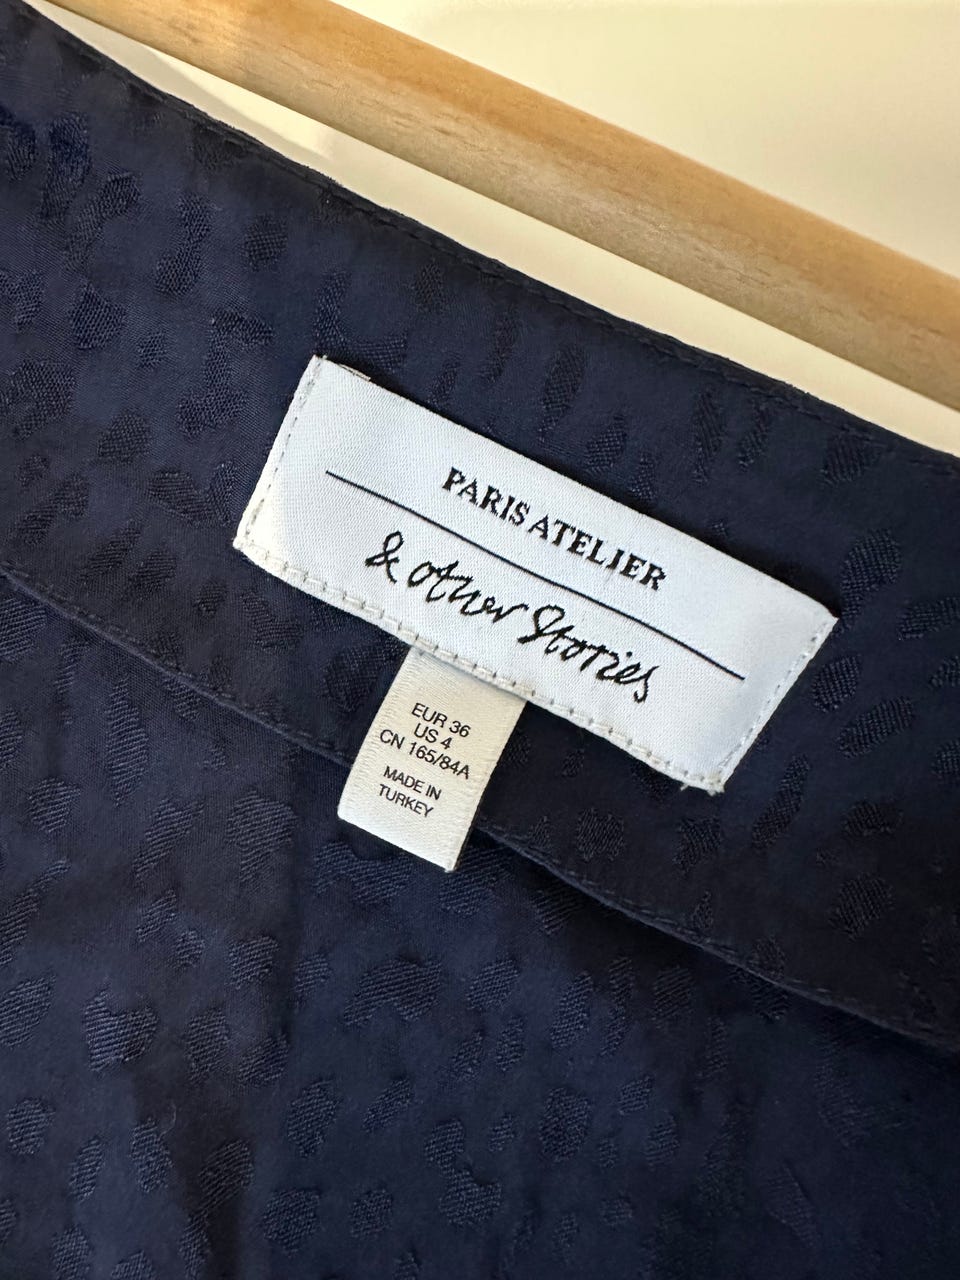 PARIS ATELIER
& other Stories
EUR 36
US 4
CN 165/84A
MADE IN
TURKEY